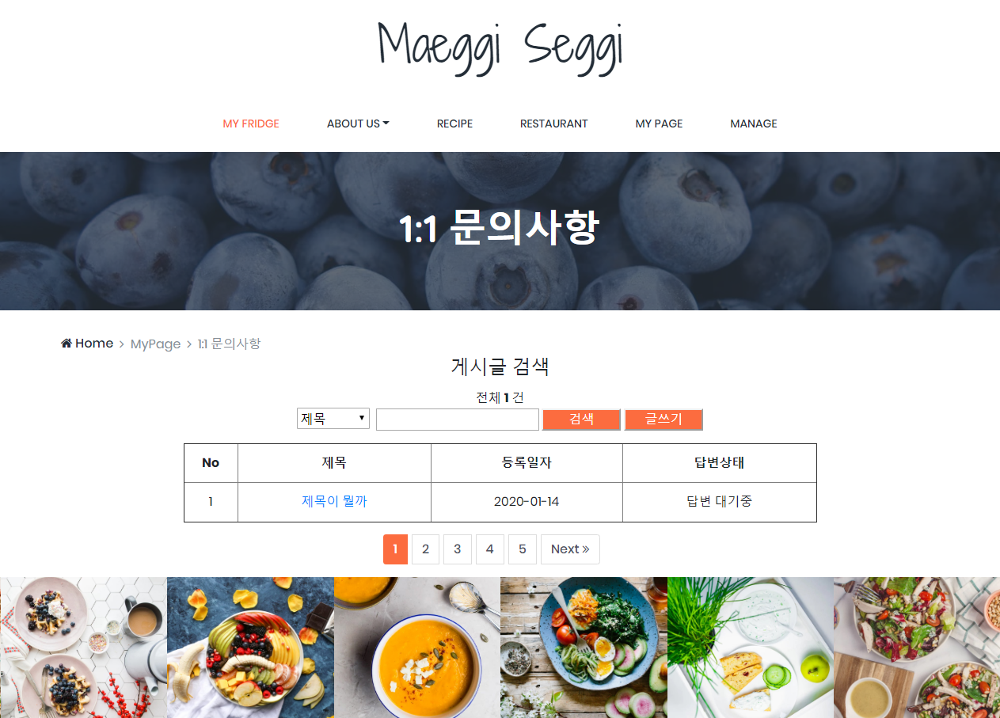 Maeggi Seggi
MY FRIDGE ABOUT US RECIPE RESTAURANT MY PAGE MANAGE
1:1 문의사항
Home > MyPage > 1:1 문의사항
게시글 검색
전체 1 건
제목 검색 글쓰기
No 제목 등록일자 답변상태
1 제목이 뭘까 2020-01-14 답변 대기중
1 2 3 4 5 Next »